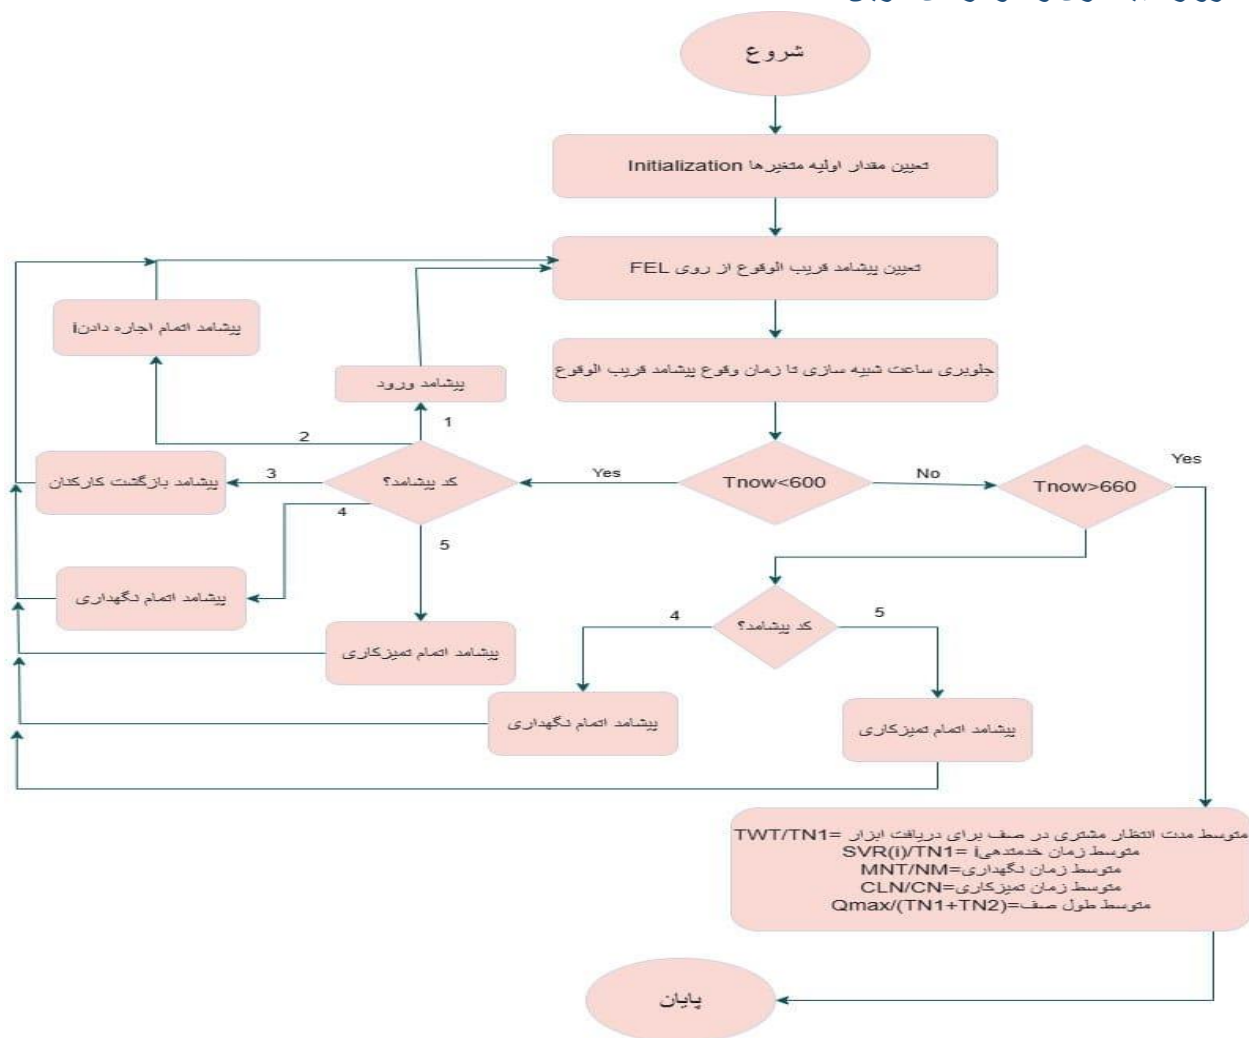 شروع
تعیین مقدار اولیه متغیرها Initialization
تعیین پیشامد قریب الوقوع از روی FEL
جلوبری ساعت شبیه سازی تا زمان وقوع پیشامد قریب الوقوع
پیشامد اتمام اجاره دادنi
پیشامد ورود
1
2
3
4
5
کد پیشامد؟
Yes
Tnow<600
No
Tnow>660
Yes
پیشامد بازگشت کارکنان
پیشامد اتمام نگهداری
پیشامد اتمام تمیزکاری
4
کد پیشامد؟
5
پیشامد اتمام نگهداری
پیشامد اتمام تمیزکاری
متوسط مدت انتظار مشتری در صف برای دریافت ابزار =TWT/TN1
متوسط زمان خدمتدهیi =SVR(i)/TN1
متوسط زمان نگهداری=MNT/NM
متوسط زمان تمیزکاری=CLN/CN
متوسط طول صف=Qmax/(TN1+TN2)
پایان